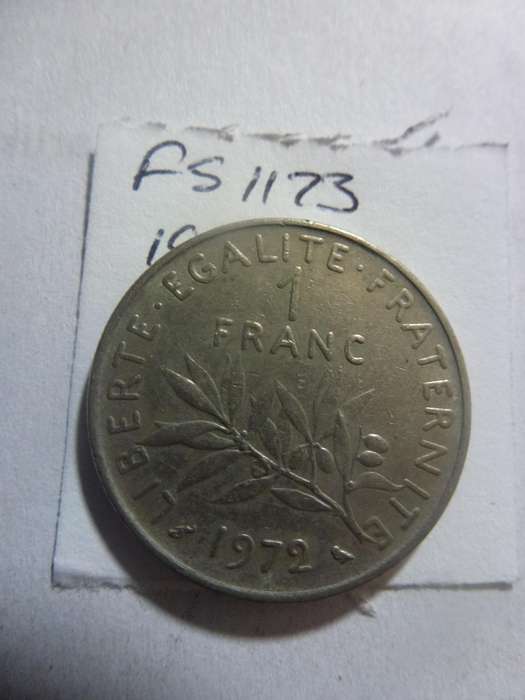 FS 1173
LIBERTE · EGALITE · FRATERNITE
1
FRANC
1972